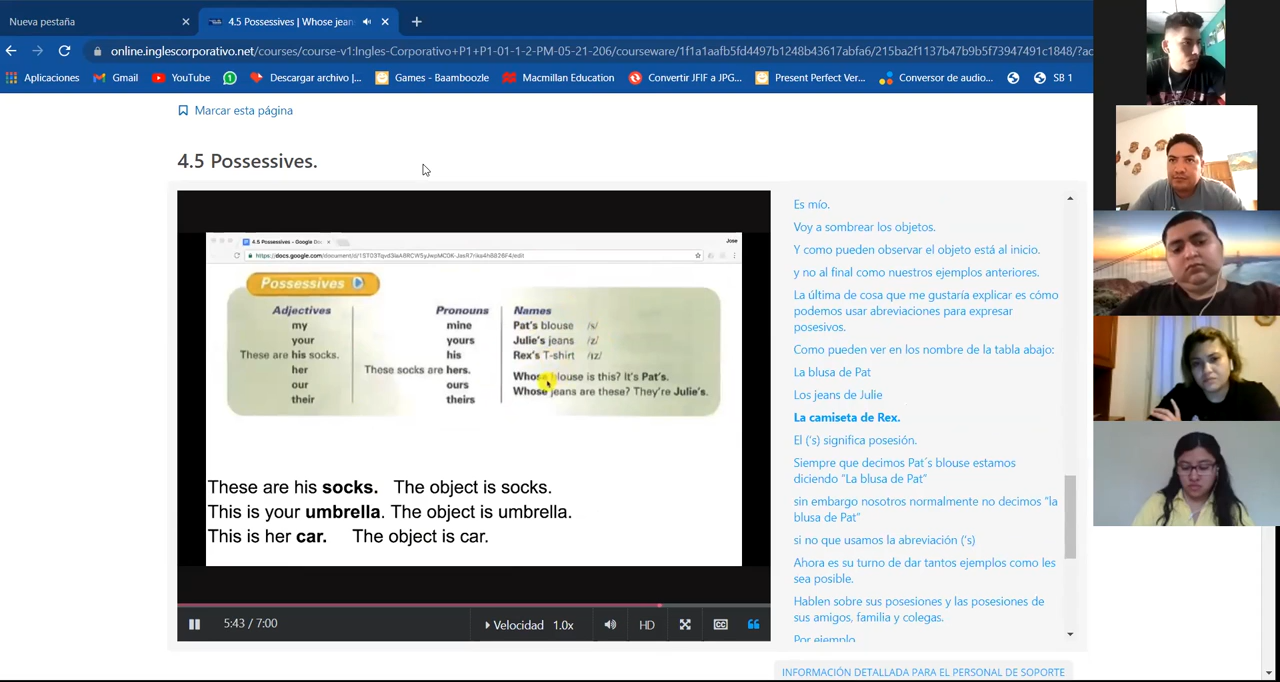 Nueva pestaña
4.5 Possessives | Whose jean
online.inglescorporativo.net/courses/course-v1:Ingles-Corporativo+P1+P1-01-1-2-PM-05-21-206/courseware/1f1a1aafb5fd4497b1248b43617abfa6/215ba2f1137b47b9b5f73947491c1848/?ac
Aplicaciones
Gmail
YouTube
Descargar archivo |...
Games - Baamboozle
Macmillan Education
Convertir JFIF a JPG...
Present Perfect Ver...
Conversor de audio...
SB 1
Marcar esta página
4.5 Possessives.
4.5 Possessives - Google Do
Jose
Possessives
Adjectives
my
your
These are his socks.
her
our
their
Pronouns
mine
yours
his
These socks are hers.
ours
theirs
Names
Pat's blouse /s/
Julie's jeans /z/
Rex's T-shirt /ɪz/
Whose blouse is this? It's Pat's.
Whose jeans are these? They're Julie's.
These are his socks. The object is socks.
This is your umbrella. The object is umbrella.
This is her car. The object is car.
5:43 / 7:00
Velocidad 1.0x
HD
CC
Es mío.
Voy a sombrear los objetos.
Y como pueden observar el objeto está al inicio.
y no al final como nuestros ejemplos anteriores.
La última de cosa que me gustaría explicar es cómo
podemos usar abreviaciones para expresar
posesivos.
Como pueden ver en los nombre de la tabla abajo:
La blusa de Pat
Los jeans de Julie
La camiseta de Rex.
El ('s) significa posesión.
Siempre que decimos Pat´s blouse estamos
diciendo "La blusa de Pat"
sin embargo nosotros normalmente no decimos "la
blusa de Pat"
si no que usamos la abreviación ('s)
Ahora es su turno de dar tantos ejemplos como les
sea posible.
Hablen sobre sus posesiones y las posesiones de
sus amigos, familia y colegas.
Por ejemplo
INFORMACIÓN DETALLADA PARA EL PERSONAL DE SOPORTE